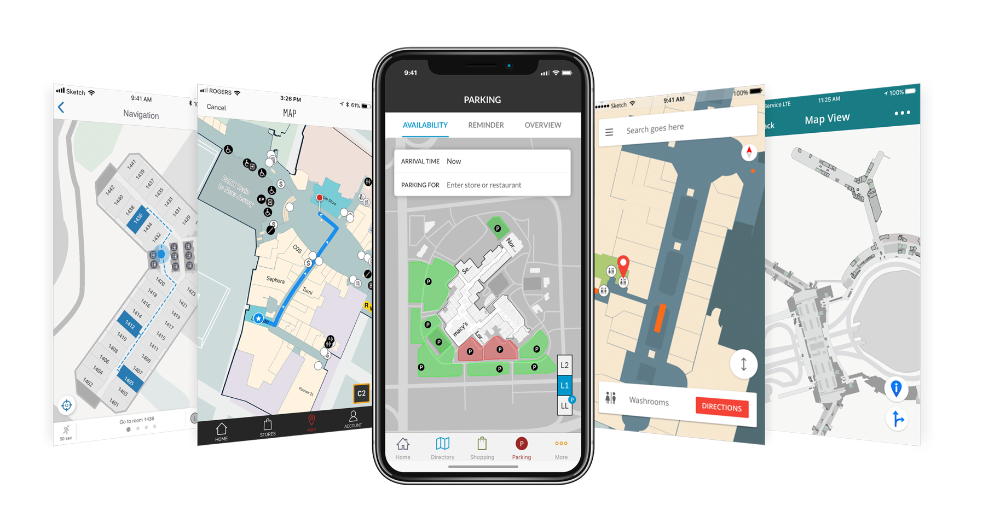 Sketch
9:41 AM
Navigation
1441
1439
1437
1435
1433
1431
1429
1442
1440
1438
1436
1434
1432
1420
1418
1416
1414
1412
1410
1408
1406
1404
1402
1423
1421
1419
1417
1415
1411
1409
1407
1405
1403
1401
Go to room 1436
50 sec
L
ROGERS
3:26 PM
61%
Cancel
MAP
PATH Train
to New Jersey
Store
COS
$
Sephora
Tumi
Forever 21
R
C2
HOME
STORES
MAP
ACCOUNT
9:41
PARKING
AVAILABILITY
REMINDER
OVERVIEW
ARRIVAL TIME Now
PARKING FOR Enter store or restaurant
P
Nor...
Se...
macy's
Lor...
L2
L1
LL
P
Home
Directory
Shopping
P
Parking
More
Sketch
9:41 AM
100%
Search goes here
Washrooms
DIRECTIONS
Service LTE
11:25 AM
100%
ack
Map View